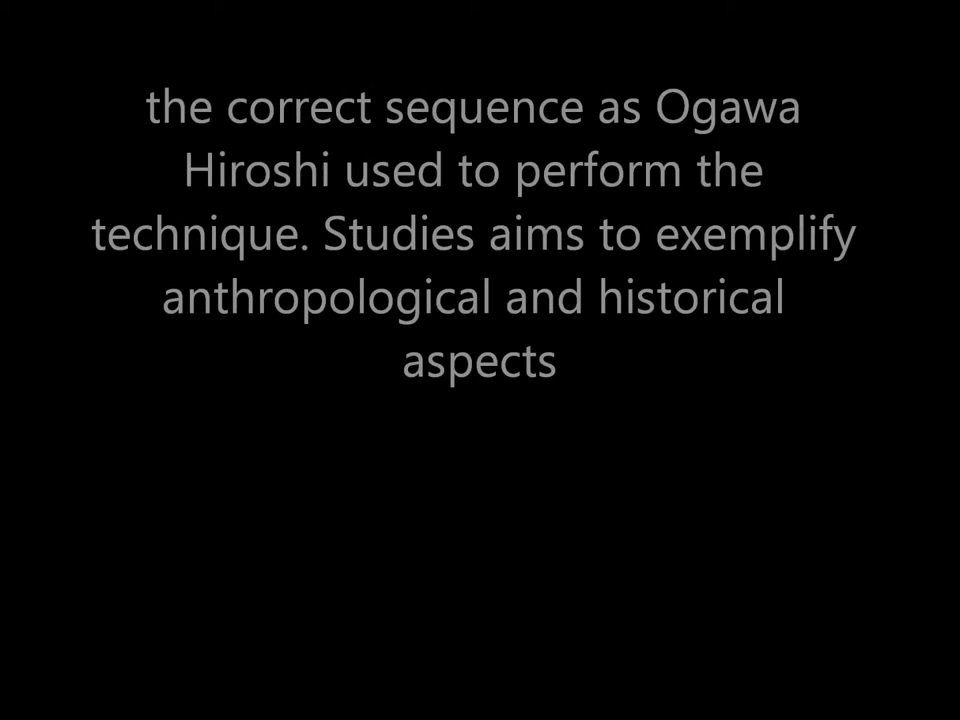 the correct sequence as Ogawa
Hiroshi used to perform the
technique. Studies aims to exemplify
anthropological and historical
aspects